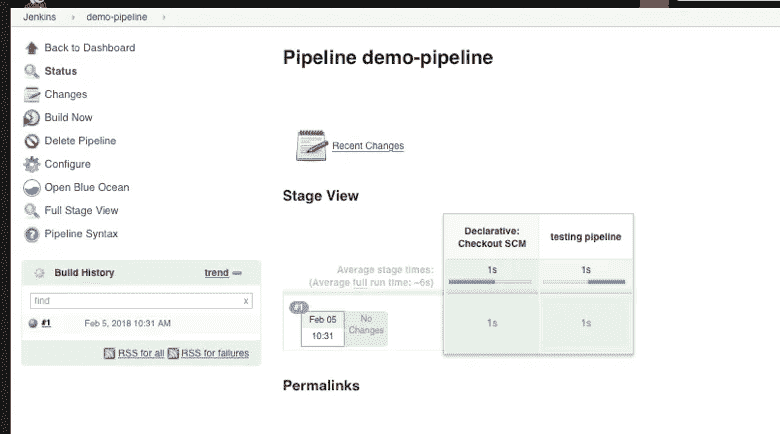 Jenkins › demo-pipeline ›
Back to Dashboard
Status
Changes
Build Now
Delete Pipeline
Configure
Open Blue Ocean
Full Stage View
Pipeline Syntax
Build History trend
find x
#1 Feb 5, 2018 10:31 AM
RSS for all RSS for failures
Pipeline demo-pipeline
Recent Changes
Stage View
Declarative:
Checkout SCM
testing pipeline
Average stage times:
(Average full run time: ~6s)
1s 1s
#1
Feb 05
10:31
No
Changes
1s 1s
Permalinks